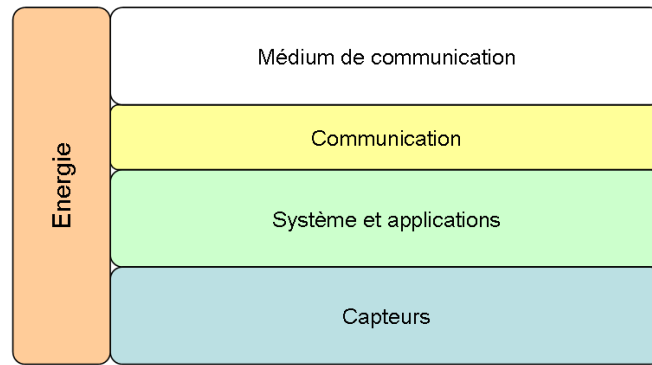 Energie
Médium de communication
Communication
Système et applications
Capteurs